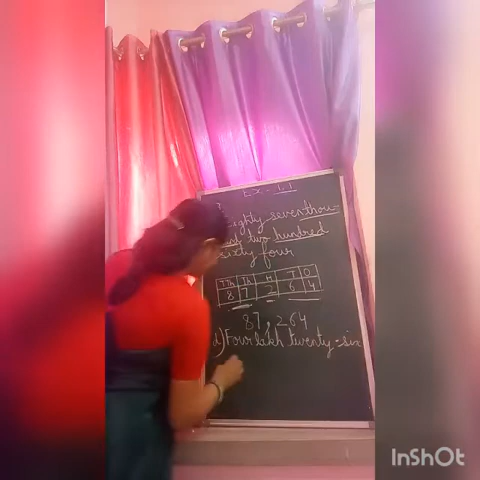 Ex - 1.1
Eighty seven thou-
two hundred
sixty four
TTh Th H T O
8 7 2 6 4
87,264
d) Four lakh twenty-six
InShOt